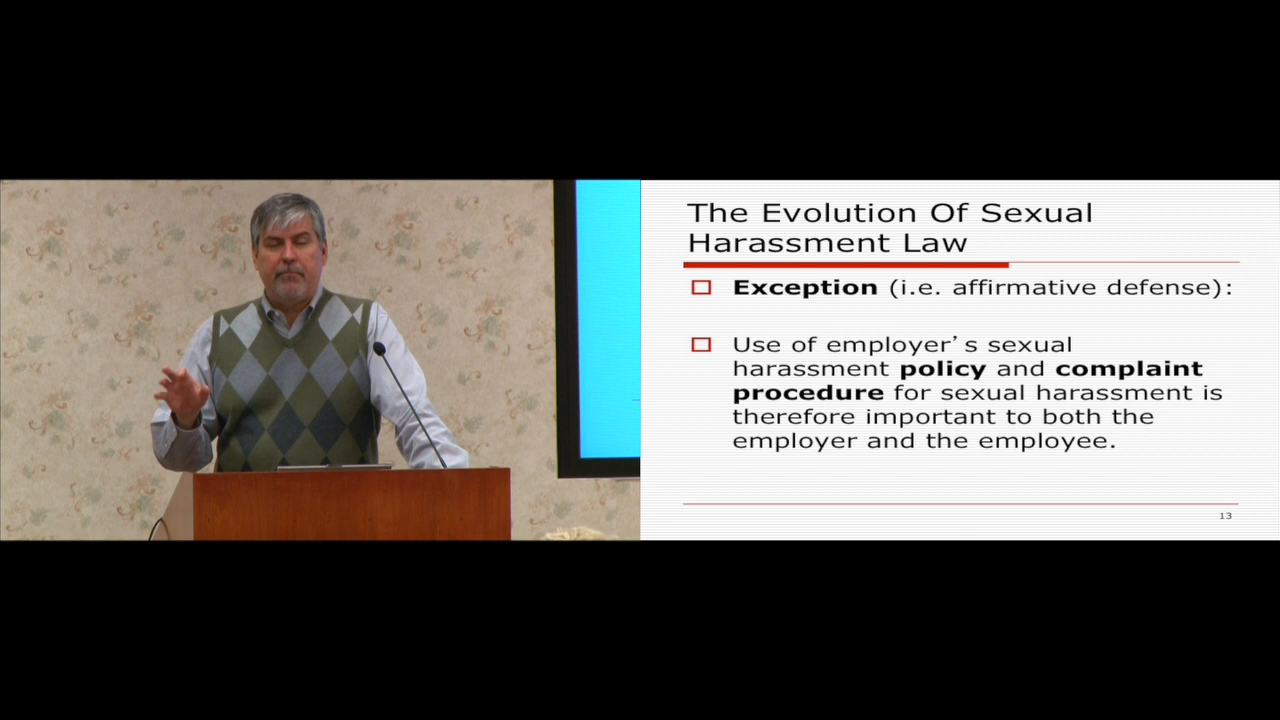 The Evolution Of Sexual
Harassment Law
Exception (i.e. affirmative defense):
Use of employer’s sexual
harassment policy and complaint
procedure for sexual harassment is
therefore important to both the
employer and the employee.
13